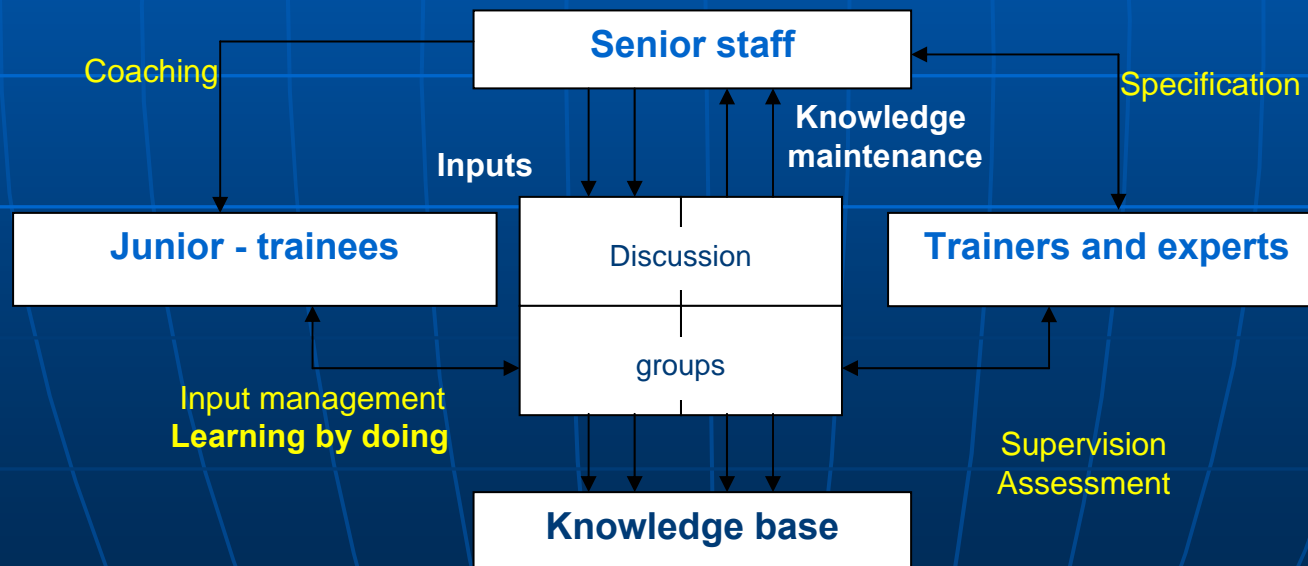 Senior staff
Coaching
Specification
Knowledge
maintenance
Inputs
Junior - trainees
Discussion
Trainers and experts
groups
Input management
Learning by doing
Supervision
Assessment
Knowledge base